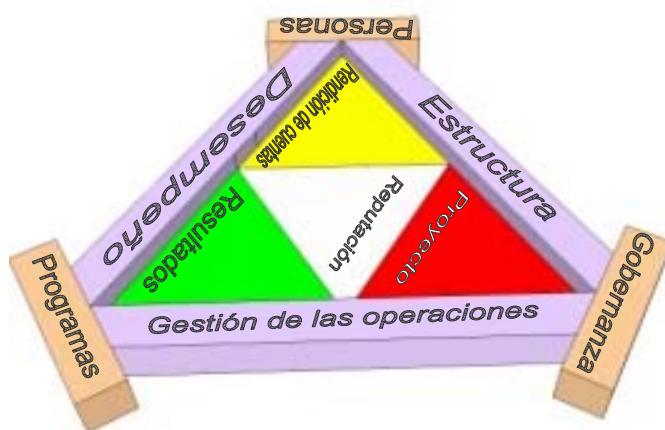 Personas
Desempeño
Estructura
Rendición de cuentas
Resultados
Reputación
Proyecto
Programas
Gobernanza
Gestión de las operaciones